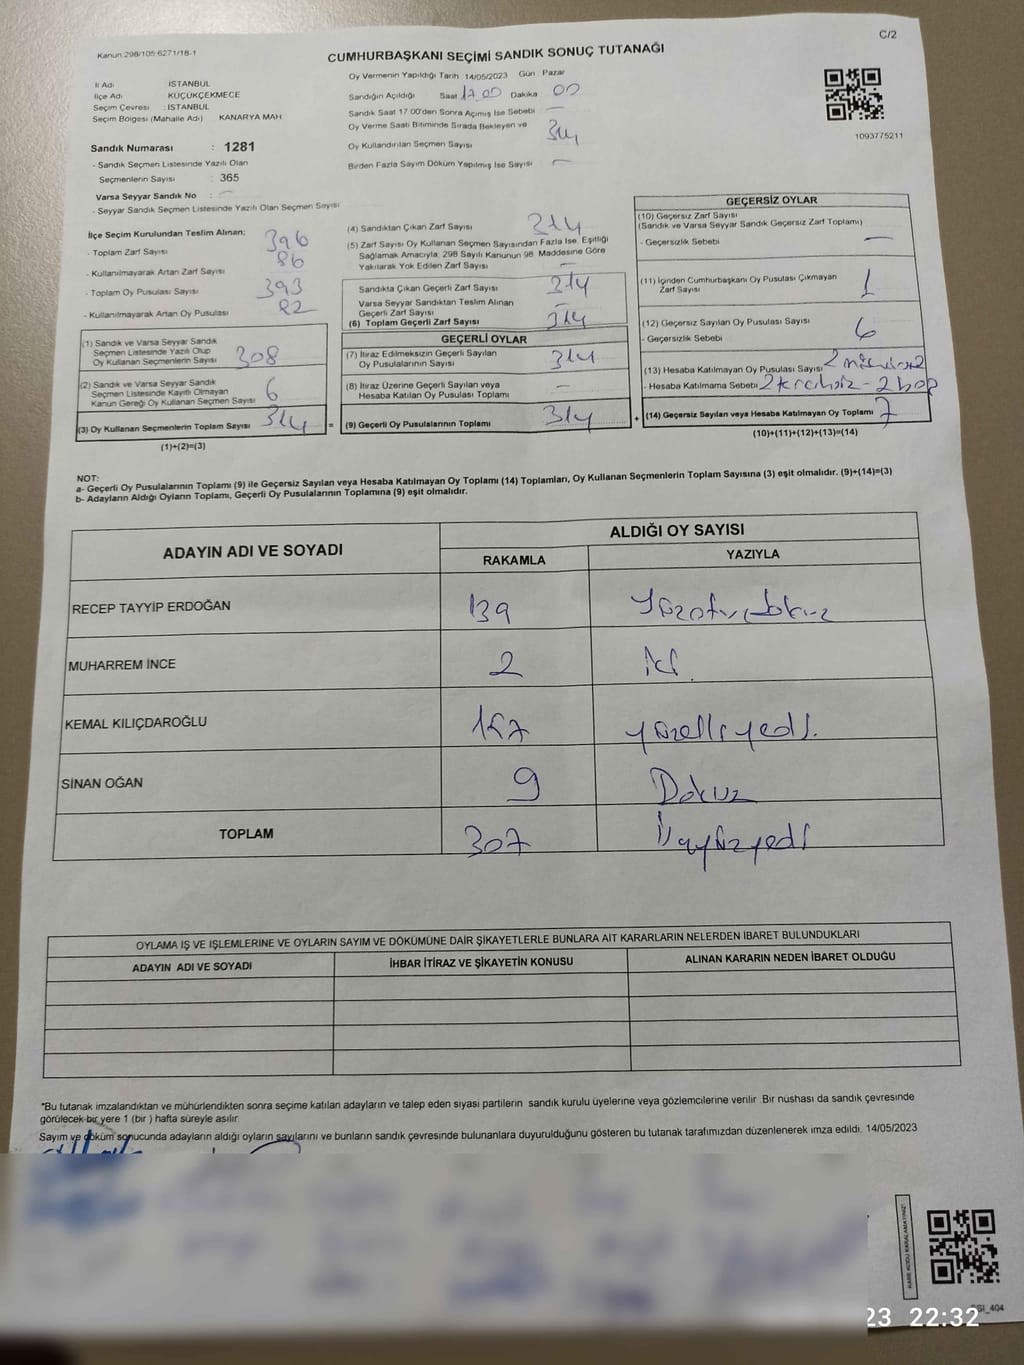 C/2
Kanun 298/105 6271/18-1
CUMHURBAŞKANI SEÇİMİ SANDIK SONUÇ TUTANAĞI
İl Adı İSTANBUL
İlçe Adı KÜÇÜKÇEKMECE
Seçim Çevresi : İSTANBUL
Seçim Bölgesi (Mahalle Adı) KANARYA MAH
Oy Vermenin Yapıldığı Tarih 14/05/2023 Gün Pazar
Sandığın Açıldığı Saat 17.00 Dakika 00
Sandık Saat 17.00'den Sonra Açılmış İse Sebebi —
Oy Verme Saati Bitiminde Sırada Bekleyen ve
Oy Kullandırılan Seçmen Sayısı 314
Birden Fazla Sayım Döküm Yapılmış İse Sayısı —
1093775211
Sandık Numarası : 1281
- Sandık Seçmen Listesinde Yazılı Olan
Seçmenlerin Sayısı : 365
Varsa Seyyar Sandık No : —
- Seyyar Sandık Seçmen Listesinde Yazılı Olan Seçmen Sayısı
İlçe Seçim Kurulundan Teslim Alınan;
- Toplam Zarf Sayısı 396
- Kullanılmayarak Artan Zarf Sayısı 86
- Toplam Oy Pusulası Sayısı 393
- Kullanılmayarak Artan Oy Pusulası 82
(1) Sandık ve Varsa Seyyar Sandık
Seçmen Listesinde Yazılı Olup
Oy Kullanan Seçmenlerin Sayısı 308
(2) Sandık ve Varsa Seyyar Sandık
Seçmen Listesinde Kayıtlı Olmayan
Kanun Gereği Oy Kullanan Seçmen Sayısı 6
(3) Oy Kullanan Seçmenlerin Toplam Sayısı 314
(1)+(2)=(3)
(4) Sandıktan Çıkan Zarf Sayısı 314
(5) Zarf Sayısı Oy Kullanan Seçmen Sayısından Fazla İse, Eşitliği
Sağlamak Amacıyla, 298 Sayılı Kanunun 98. Maddesine Göre
Yakılarak Yok Edilen Zarf Sayısı —
Sandıkta Çıkan Geçerli Zarf Sayısı 314
Varsa Seyyar Sandıktan Teslim Alınan
Geçerli Zarf Sayısı —
(6) Toplam Geçerli Zarf Sayısı 314
GEÇERLİ OYLAR
(7) İtiraz Edilmeksizin Geçerli Sayılan
Oy Pusulalarının Sayısı 314
(8) İtiraz Üzerine Geçerli Sayılan veya
Hesaba Katılan Oy Pusulası Toplamı —
= (9) Geçerli Oy Pusulalarının Toplamı 314 +
GEÇERSİZ OYLAR
(10) Geçersiz Zarf Sayısı
(Sandık ve Varsa Seyyar Sandık Geçersiz Zarf Toplamı)
- Geçersizlik Sebebi —
(11) İçinden Cumhurbaşkanı Oy Pusulası Çıkmayan
Zarf Sayısı 1
(12) Geçersiz Sayılan Oy Pusulası Sayısı 6
- Geçersizlik Sebebi
(13) Hesaba Katılmayan Oy Pusulası Sayısı 2 mühürsüz
- Hesaba Katılmama Sebebi 2 - 2 boş
(14) Geçersiz Sayılan veya Hesaba Katılmayan Oy Toplamı 7
(10)+(11)+(12)+(13)=(14)
NOT:
a- Geçerli Oy Pusulalarının Toplamı (9) ile Geçersiz Sayılan veya Hesaba Katılmayan Oy Toplamı (14) Toplamları, Oy Kullanan Seçmenlerin Toplam Sayısına (3) eşit olmalıdır. (9)+(14)=(3)
b- Adayların Aldığı Oyların Toplamı, Geçerli Oy Pusulalarının Toplamına (9) eşit olmalıdır.
ADAYIN ADI VE SOYADI ALDIĞI OY SAYISI
RAKAMLA YAZIYLA
RECEP TAYYİP ERDOĞAN 139 Yüzotuzdokuz
MUHARREM İNCE 2 iki
KEMAL KILIÇDAROĞLU 157 yüzelliyedi.
SİNAN OĞAN 9 Dokuz
TOPLAM 307 üçyüzyedi
OYLAMA İŞ VE İŞLEMLERİNE VE OYLARIN SAYIM VE DÖKÜMÜNE DAİR ŞİKAYETLERLE BUNLARA AİT KARARLARIN NELERDEN İBARET BULUNDUKLARI
ADAYIN ADI VE SOYADI İHBAR İTİRAZ VE ŞİKAYETİN KONUSU ALINAN KARARIN NEDEN İBARET OLDUĞU
*Bu tutanak imzalandıktan ve mühürlendikten sonra seçime katılan adayların ve talep eden siyasi partilerin sandık kurulu üyelerine veya gözlemcilerine verilir. Bir nüshası da sandık çevresinde
görülecek bir yere 1 (bir ) hafta süreyle asılır.
Sayım ve döküm sonucunda adayların aldığı oyların sayılarını ve bunların sandık çevresinde bulunanlara duyurulduğunu gösteren bu tutanak tarafımızdan düzenlenerek imza edildi. 14/05/2023
KARE KODU KARALAMAYINIZ!
SI_404
23 22:32